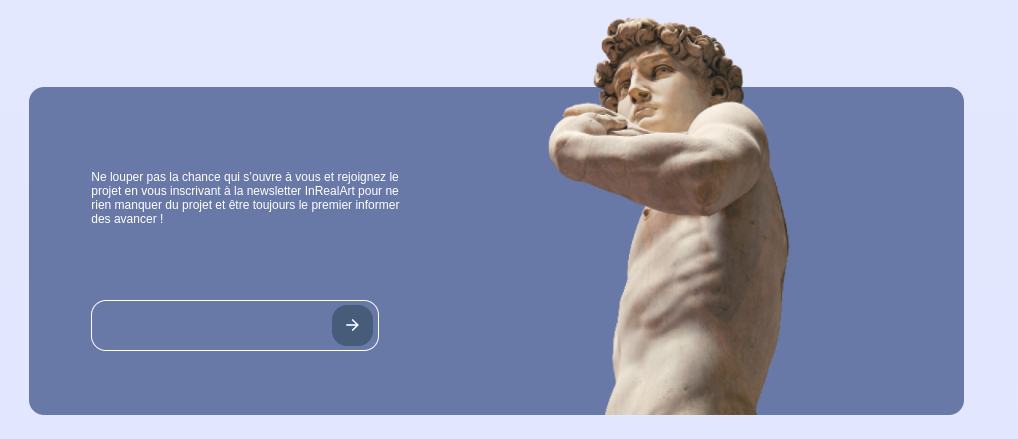 Ne louper pas la chance qui s'ouvre à vous et rejoignez le
projet en vous inscrivant à la newsletter InRealArt pour ne
rien manquer du projet et être toujours le premier informer
des avancer !